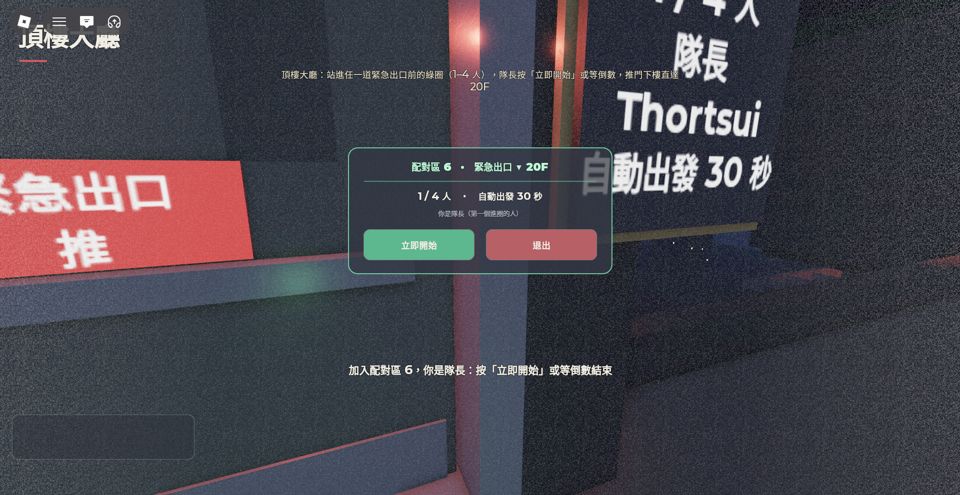 頂樓大廳
頂樓大廳：站進任一道緊急出口前的綠圈（1–4 人），隊長按「立即開始」或等倒數，推門下樓直達
20F
1 / 4 人
隊長
Thortsui
自動出發 30 秒
緊急出口
推
配對區 6 • 緊急出口 ▼ 20F
1 / 4 人 • 自動出發 30 秒
你是隊長（第一個進圈的人）
立即開始
退出
加入配對區 6，你是隊長：按「立即開始」或等倒數結束